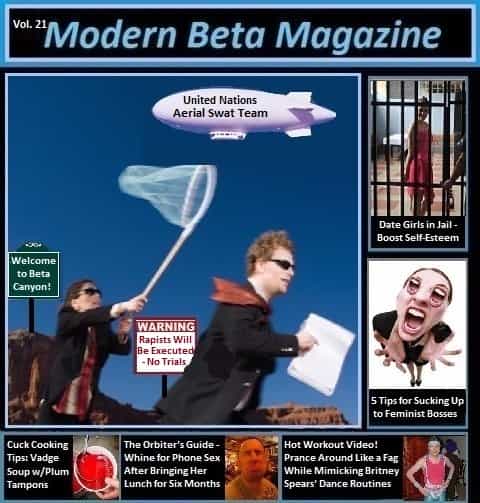 Vol. 21
Modern Beta Magazine
United Nations
Aerial Swat Team
Welcome
to Beta
Canyon!
WARNING
Rapists Will
Be Executed
- No Trials
Date Girls in Jail -
Boost Self-Esteem
5 Tips for Sucking Up
to Feminist Bosses
Cuck Cooking
Tips: Vadge
Soup w/Plum
Tampons
The Orbiter's Guide -
Whine for Phone Sex
After Bringing Her
Lunch for Six Months
Hot Workout Video!
Prance Around Like a Fag
While Mimicking Britney
Spears' Dance Routines